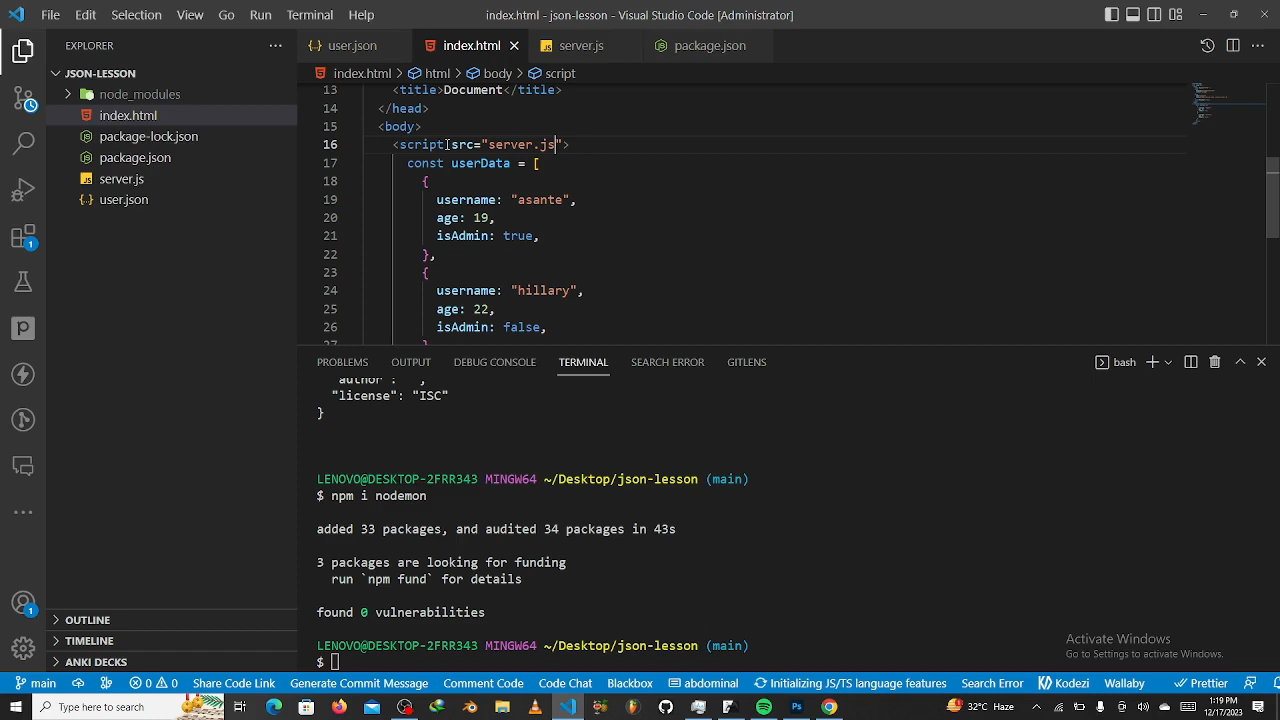 File Edit Selection View Go Run Terminal Help
index.html - json-lesson - Visual Studio Code [Administrator]
EXPLORER
user.json
index.html
server.js
package.json
JSON-LESSON
index.html > html > body > script
node_modules
index.html
package-lock.json
package.json
server.js
user.json
13 <title>Document</title>
14 </head>
15 <body>
16 <script src="server.js">
17 const userData = [
18 {
19 username: "asante",
20 age: 19,
21 isAdmin: true,
22 },
23 {
24 username: "hillary",
25 age: 22,
26 isAdmin: false,
27 }
PROBLEMS OUTPUT DEBUG CONSOLE TERMINAL SEARCH ERROR GITLENS
bash
"author": "",
"license": "ISC"
}
LENOVO@DESKTOP-2FRR343 MINGW64 ~/Desktop/json-lesson (main)
$ npm i nodemon
added 33 packages, and audited 34 packages in 43s
3 packages are looking for funding
run `npm fund` for details
found 0 vulnerabilities
LENOVO@DESKTOP-2FRR343 MINGW64 ~/Desktop/json-lesson (main)
$
1
1
OUTLINE
TIMELINE
ANKI DECKS
Activate Windows
Go to Settings to activate Windows.
main 0 0 Share Code Link Generate Commit Message Comment Code Code Chat Blackbox abdominal Initializing JS/TS language features Search Error Kodezi Wallaby Prettier
Type here to search
32°C
1:19 PM
12/17/2023